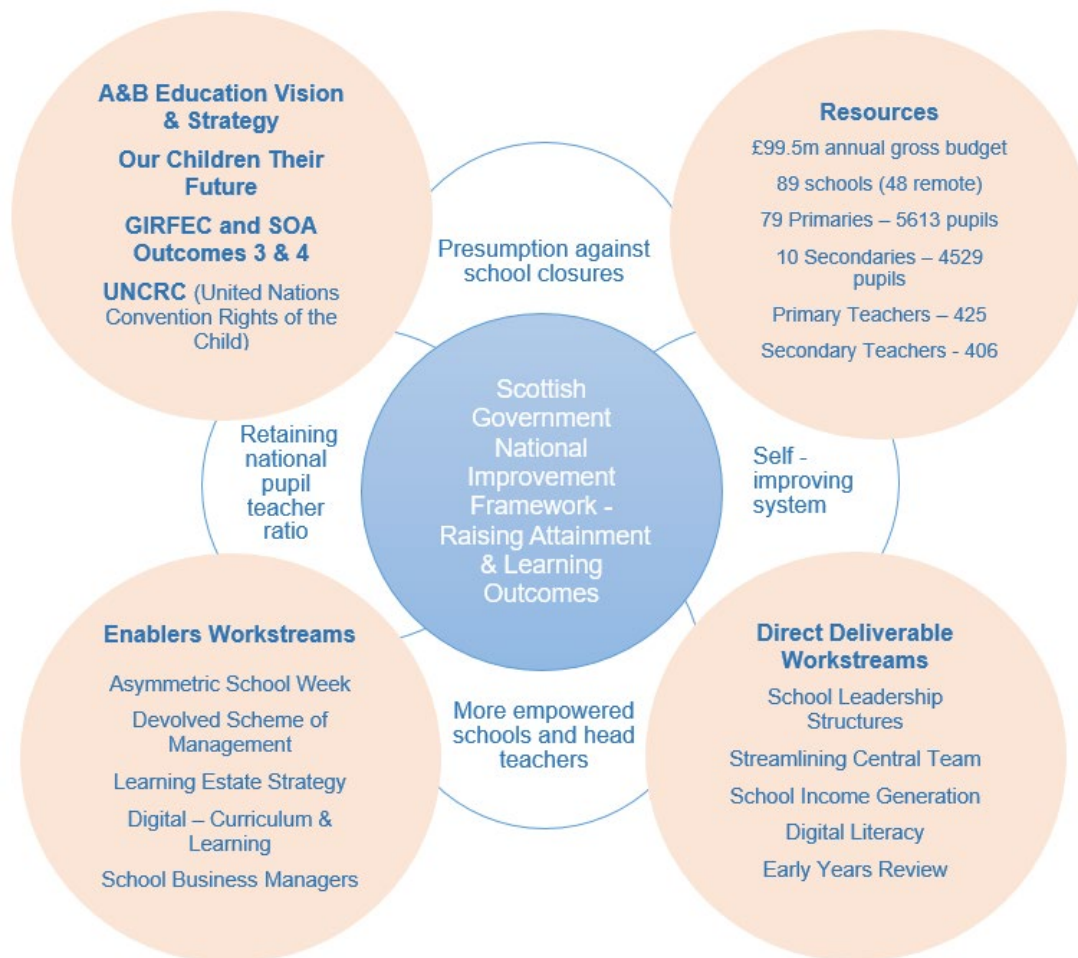 A&B Education Vision
& Strategy
Our Children Their
Future
GIRFEC and SOA
Outcomes 3 & 4
UNCRC (United Nations
Convention Rights of the
Child)
Resources
£99.5m annual gross budget
89 schools (48 remote)
79 Primaries – 5613 pupils
10 Secondaries – 4529
pupils
Primary Teachers – 425
Secondary Teachers - 406
Presumption against
school closures
Retaining
national
pupil
teacher
ratio
Scottish
Government
National
Improvement
Framework -
Raising Attainment
& Learning
Outcomes
Self -
improving
system
Enablers Workstreams
Asymmetric School Week
Devolved Scheme of
Management
Learning Estate Strategy
Digital – Curriculum &
Learning
School Business Managers
More empowered
schools and head
teachers
Direct Deliverable
Workstreams
School Leadership
Structures
Streamlining Central Team
School Income Generation
Digital Literacy
Early Years Review